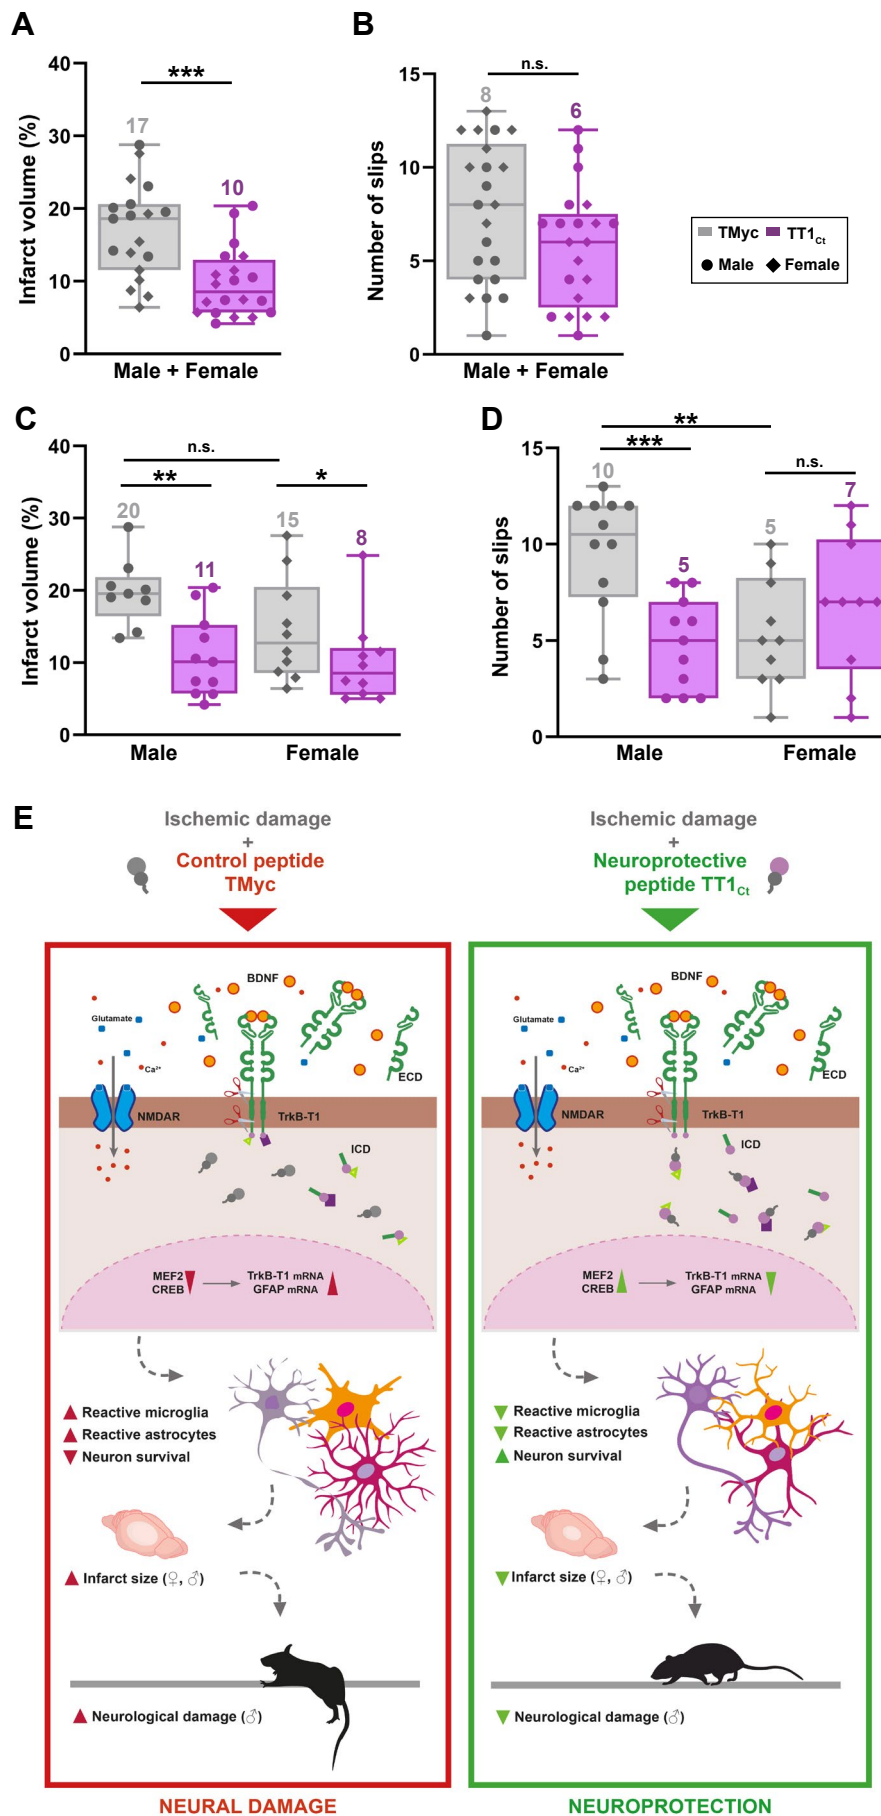 A
B
Infarct volume (%)
40
30
20
10
0
***
17
10
Male + Female
Number of slips
15
10
5
0
n.s.
8
6
Male + Female
TMyc TT1Ct
Male Female
C
D
Infarct volume (%)
40
30
20
10
0
n.s.
**
*
20
11
15
8
Male
Female
Number of slips
15
10
5
0
**
***
n.s.
10
5
5
7
Male
Female
E
Ischemic damage
+
Control peptide
TMyc
Ischemic damage
+
Neuroprotective
peptide TT1Ct
BDNF
Glutamate
Ca2+
ECD
NMDAR
TrkB-T1
ICD
MEF2
CREB
TrkB-T1 mRNA
GFAP mRNA
Reactive microglia
Reactive astrocytes
Neuron survival
Infarct size (♀, ♂)
Neurological damage (♂)
NEURAL DAMAGE
BDNF
Glutamate
Ca2+
ECD
NMDAR
TrkB-T1
ICD
MEF2
CREB
TrkB-T1 mRNA
GFAP mRNA
Reactive microglia
Reactive astrocytes
Neuron survival
Infarct size (♀, ♂)
Neurological damage (♂)
NEUROPROTECTION